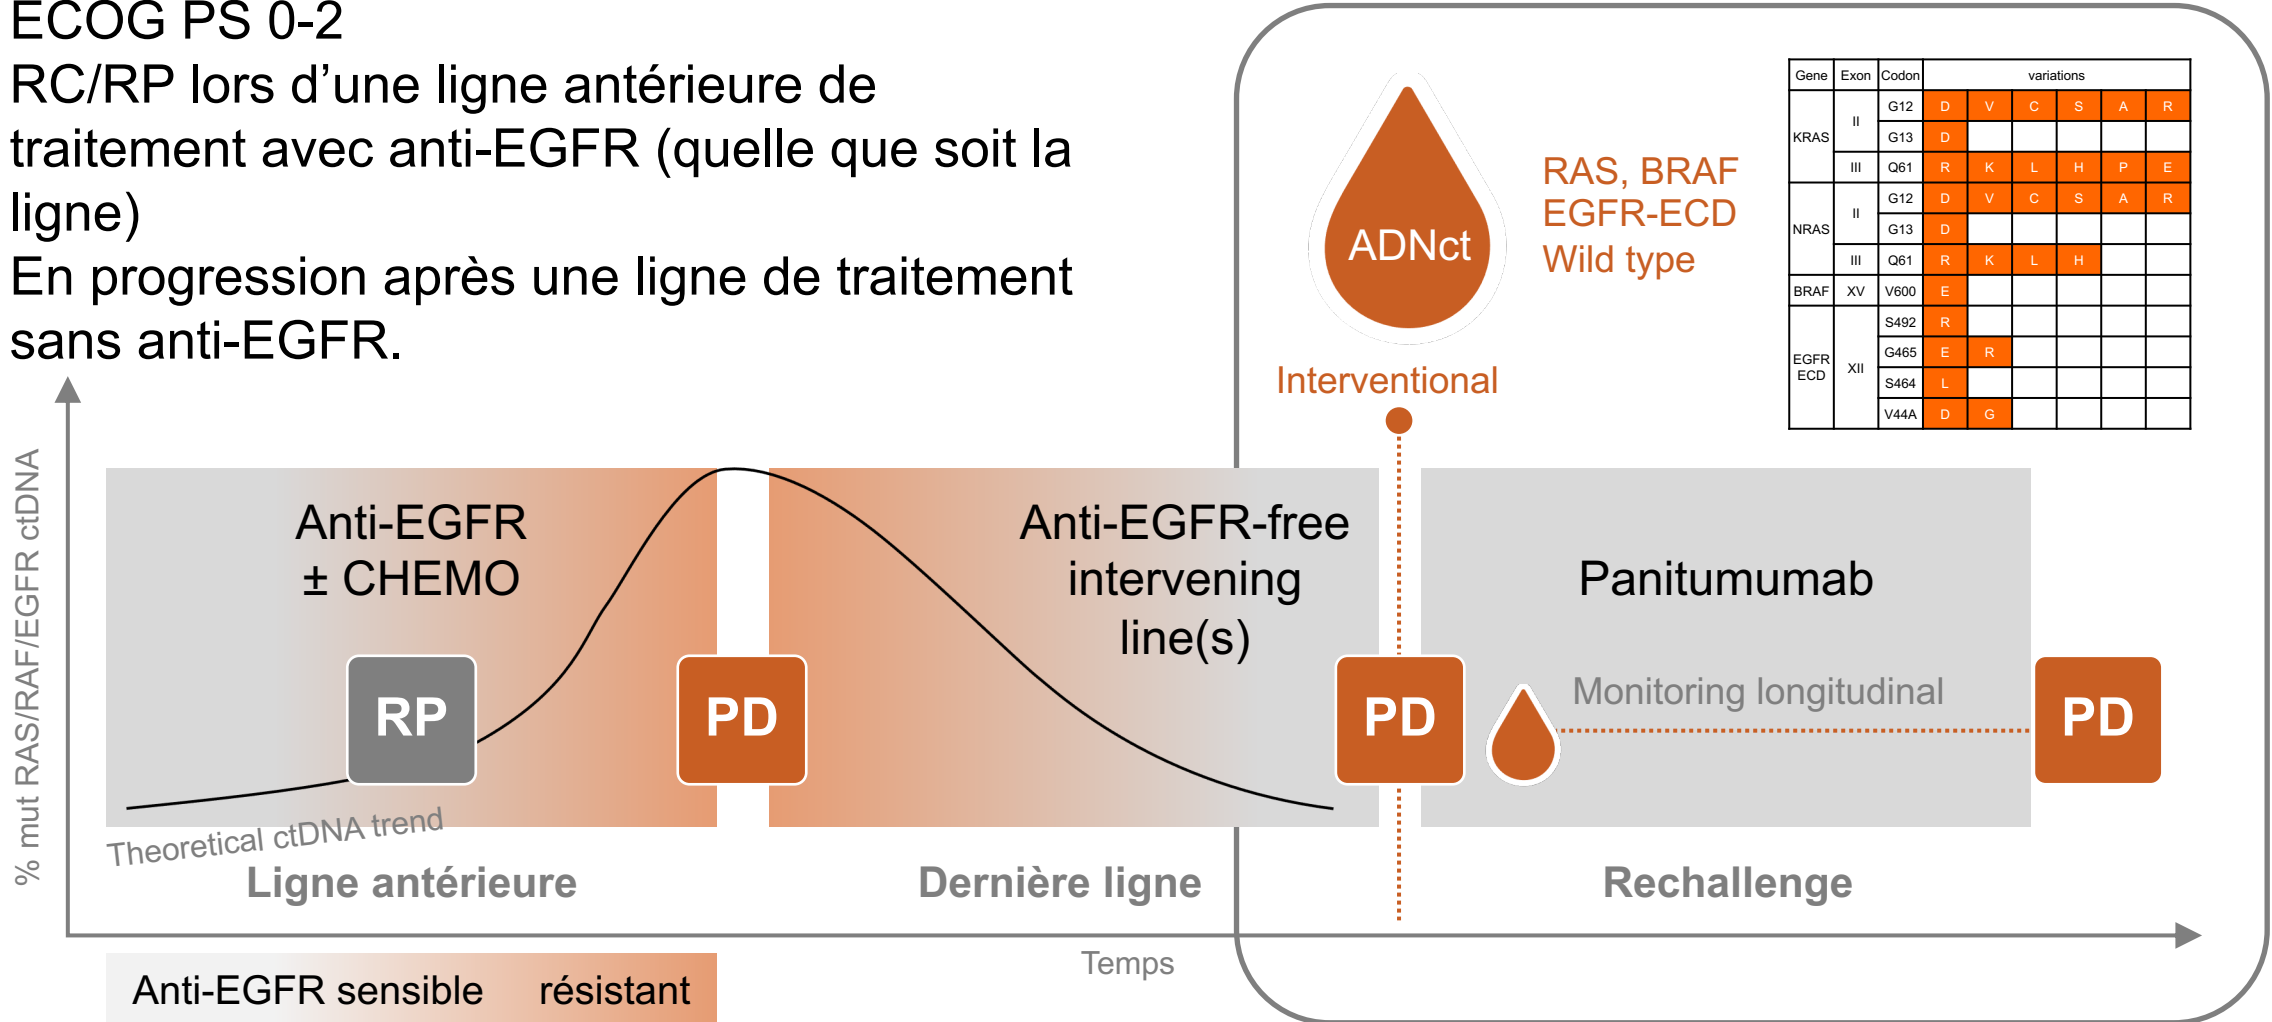 ECOG PS 0-2
RC/RP lors d’une ligne antérieure de
traitement avec anti-EGFR (quelle que soit la
ligne)
En progression après une ligne de traitement
sans anti-EGFR.
ADNct
RAS, BRAF
EGFR-ECD
Wild type
Interventional
Gene Exon Codon variations
KRAS II G12 D V C S A R
G13 D
III Q61 R K L H P E
NRAS II G12 D V C S A R
G13 D
III Q61 R K L H
BRAF XV V600 E
EGFR ECD XII S492 R
G465 E R
S464 L
V44A D G
% mut RAS/RAF/EGFR ctDNA
Anti-EGFR
± CHEMO
RP
PD
Anti-EGFR-free
intervening
line(s)
PD
Panitumumab
Monitoring longitudinal
PD
Theoretical ctDNA trend
Ligne antérieure
Dernière ligne
Rechallenge
Temps
Anti-EGFR sensible résistant